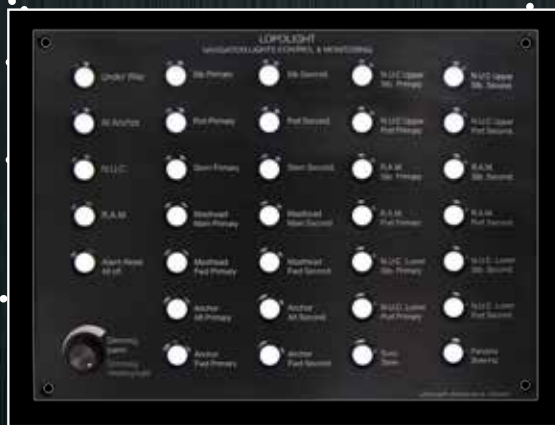 LOPOLIGHT
NAVIGATION LIGHTS CONTROL & MONITORING
Under Way
Stb Primary
Stb Second.
N.U.C Upper
Stb. Primary
N.U.C Upper
Stb. Second.
At Anchor
Port Primary
Port Second.
N.U.C Upper
Port Primary
N.U.C Upper
Port Second.
N.U.C.
Stern Primary
Stern Second.
R.A.M.
Stb. Primary
R.A.M.
Stb. Second.
R.A.M.
Masthead
Main Primary
Masthead
Main Second.
R.A.M.
Port Primary
R.A.M.
Port Second.
Alarm Reset
All off
Masthead
Fwd Primary
Masthead
Fwd Second.
N.U.C. Lower
Stb. Primary
N.U.C. Lower
Stb. Second.
Anchor
Aft Primary
Anchor
Aft Second.
N.U.C. Lower
Port Primary
N.U.C. Lower
Port Second.
Dimming
panel
Anchor
Fwd Primary
Anchor
Fwd Second.
Suez
Panama